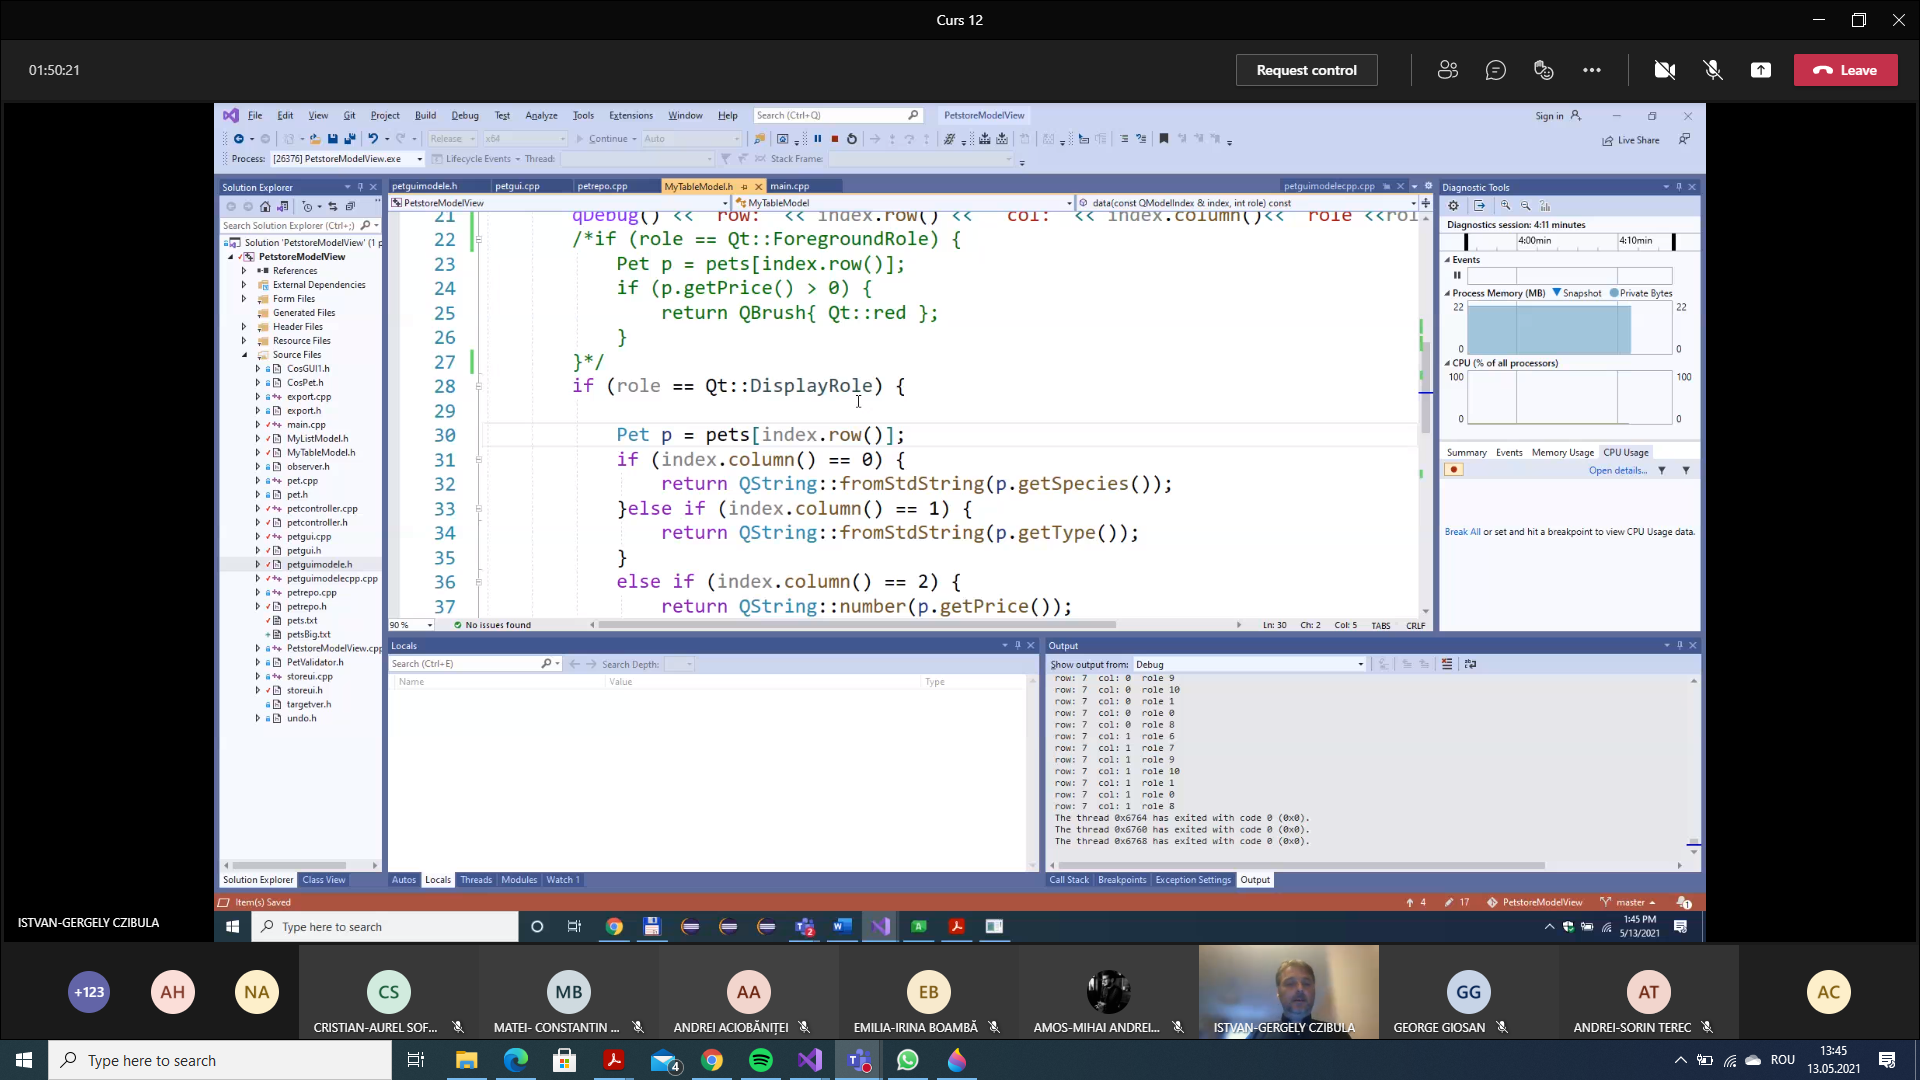 Curs 12
01:50:21
Request control
Leave
File Edit View Git Project Build Debug Test Analyze Tools Extensions Window Help Search (Ctrl+Q) PetstoreModelView Sign in
Release x64 Continue Auto
Live Share
Process: [26376] PetstoreModelView.exe Lifecycle Events Thread: Stack Frame:
Solution Explorer
Search Solution Explorer (Ctrl+;)
Solution 'PetstoreModelView' (1 p
PetstoreModelView
References
External Dependencies
Form Files
Generated Files
Header Files
Resource Files
Source Files
CosGUI1.h
CosPet.h
export.cpp
export.h
main.cpp
MyListModel.h
MyTableModel.h
observer.h
pet.cpp
pet.h
petcontroller.cpp
petcontroller.h
petgui.cpp
petgui.h
petguimodele.h
petguimodelecpp.cpp
petrepo.cpp
petrepo.h
pets.txt
petsBig.txt
PetstoreModelView.cpp
PetValidator.h
storeui.cpp
storeui.h
targetver.h
undo.h
Solution Explorer Class View
petguimodele.h petgui.cpp petrepo.cpp MyTableModel.h main.cpp petguimodelecpp.cpp
PetstoreModelView MyTableModel data(const QModelIndex & index, int role) const
21 qDebug() << "row: " << index.row() << " col: " << index.column()<< " role "<<rol
22 /*if (role == Qt::ForegroundRole) {
23 Pet p = pets[index.row()];
24 if (p.getPrice() > 0) {
25 return QBrush{ Qt::red };
26 }
27 }*/
28 if (role == Qt::DisplayRole) {
29
30 Pet p = pets[index.row()];
31 if (index.column() == 0) {
32 return QString::fromStdString(p.getSpecies());
33 }else if (index.column() == 1) {
34 return QString::fromStdString(p.getType());
35 }
36 else if (index.column() == 2) {
37 return QString::number(p.getPrice());
90 % No issues found Ln: 30 Ch: 2 Col: 5 TABS CRLF
Diagnostic Tools
Diagnostics session: 4:11 minutes
4:00min 4:10min
Events
Process Memory (MB) Snapshot Private Bytes
22 22
0 0
CPU (% of all processors)
100 100
0 0
Summary Events Memory Usage CPU Usage
Open details...
Break All or set and hit a breakpoint to view CPU Usage data.
Locals
Search (Ctrl+E) Search Depth:
Name Value Type
Autos Locals Threads Modules Watch 1
Output
Show output from: Debug
row: 7 col: 0 role 9
row: 7 col: 0 role 10
row: 7 col: 0 role 1
row: 7 col: 0 role 0
row: 7 col: 0 role 8
row: 7 col: 1 role 6
row: 7 col: 1 role 7
row: 7 col: 1 role 9
row: 7 col: 1 role 10
row: 7 col: 1 role 1
row: 7 col: 1 role 0
row: 7 col: 1 role 8
The thread 0x6764 has exited with code 0 (0x0).
The thread 0x6760 has exited with code 0 (0x0).
The thread 0x6768 has exited with code 0 (0x0).
Call Stack Breakpoints Exception Settings Output
Item(s) Saved 4 17 PetstoreModelView master 1
ISTVAN-GERGELY CZIBULA
Type here to search
1:45 PM
5/13/2021
+123 AH NA CS MB AA EB GG AT AC
CRISTIAN-AUREL SOF... MATEI- CONSTANTIN ... ANDREI ACIOBĂNIȚEI EMILIA-IRINA BOAMBĂ AMOS-MIHAI ANDREI... ISTVAN-GERGELY CZIBULA GEORGE GIOSAN ANDREI-SORIN TEREC
Type here to search
4
ROU
13:45
13.05.2021